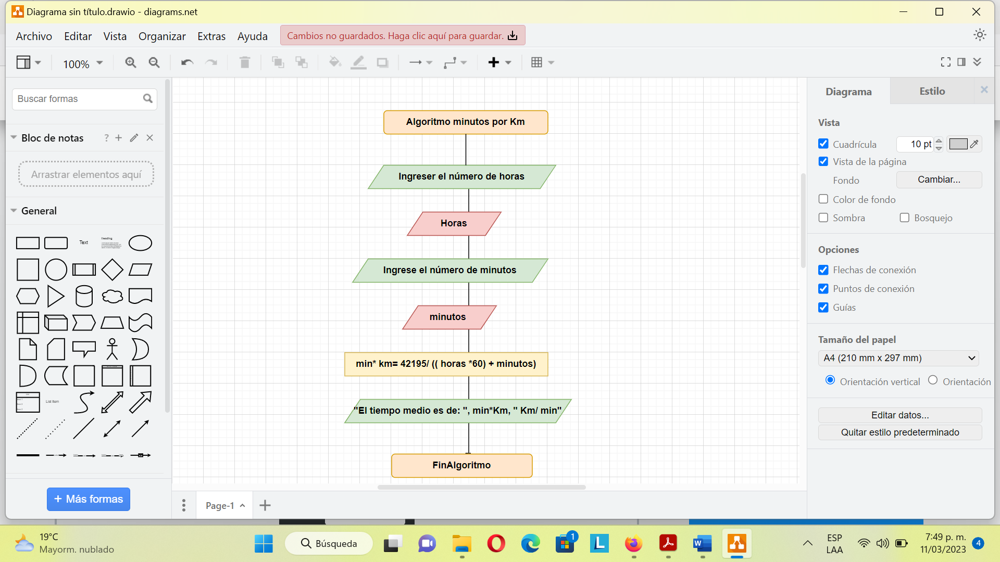 Diagrama sin título.drawio - diagrams.net
Archivo Editar Vista Organizar Extras Ayuda Cambios no guardados. Haga clic aquí para guardar.
100%
Buscar formas
Bloc de notas ?
Arrastrar elementos aquí
General
Text
Heading
List Item
+ Más formas
Algoritmo minutos por Km
Ingreser el número de horas
Horas
Ingrese el número de minutos
minutos
min* km= 42195/ (( horas *60) + minutos)
"El tiempo medio es de: ", min*Km, " Km/ min"
FinAlgoritmo
Page-1
Diagrama Estilo
Vista
Cuadrícula 10 pt
Vista de la página
Fondo Cambiar...
Color de fondo
Sombra Bosquejo
Opciones
Flechas de conexión
Puntos de conexión
Guías
Tamaño del papel
A4 (210 mm x 297 mm)
Orientación vertical Orientación
Editar datos...
Quitar estilo predeterminado
19°C
Mayorm. nublado
Búsqueda
1
L
W
ESP
LAA
7:49 p. m.
11/03/2023
4